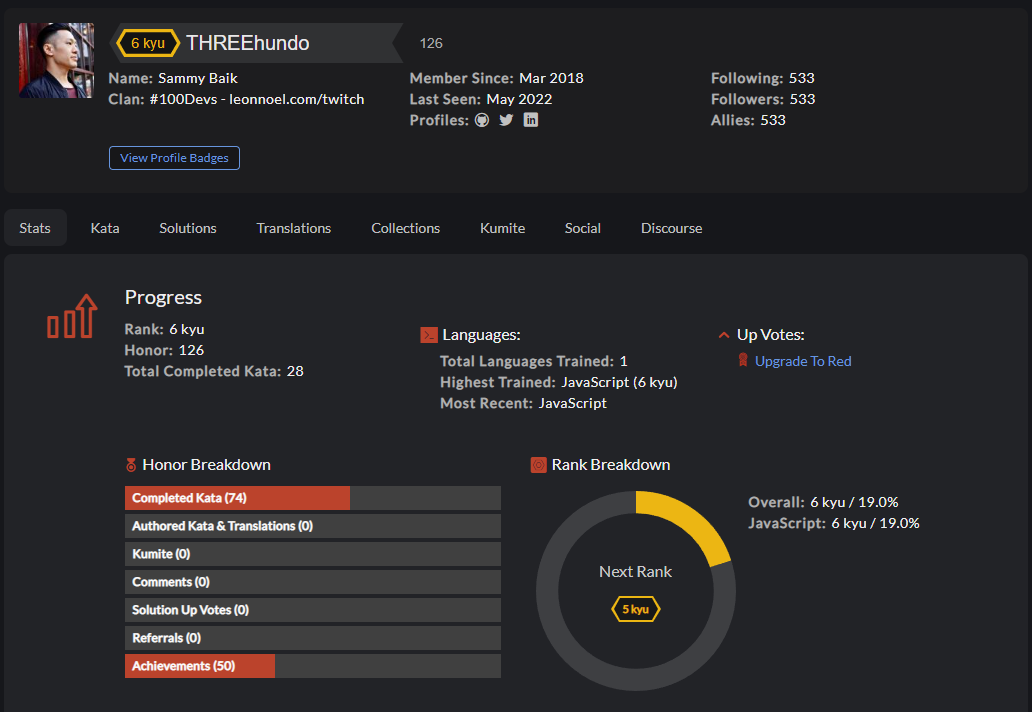 6 kyu THREEhundo 126
Name: Sammy Baik
Clan: #100Devs - leonnoel.com/twitch
Member Since: Mar 2018
Last Seen: May 2022
Profiles: in
Following: 533
Followers: 533
Allies: 533
View Profile Badges
Stats Kata Solutions Translations Collections Kumite Social Discourse
Progress
Rank: 6 kyu
Honor: 126
Total Completed Kata: 28
Languages:
Total Languages Trained: 1
Highest Trained: JavaScript (6 kyu)
Most Recent: JavaScript
Up Votes:
Upgrade To Red
Honor Breakdown
Completed Kata (74)
Authored Kata & Translations (0)
Kumite (0)
Comments (0)
Solution Up Votes (0)
Referrals (0)
Achievements (50)
Rank Breakdown
Next Rank
5 kyu
Overall: 6 kyu / 19.0%
JavaScript: 6 kyu / 19.0%